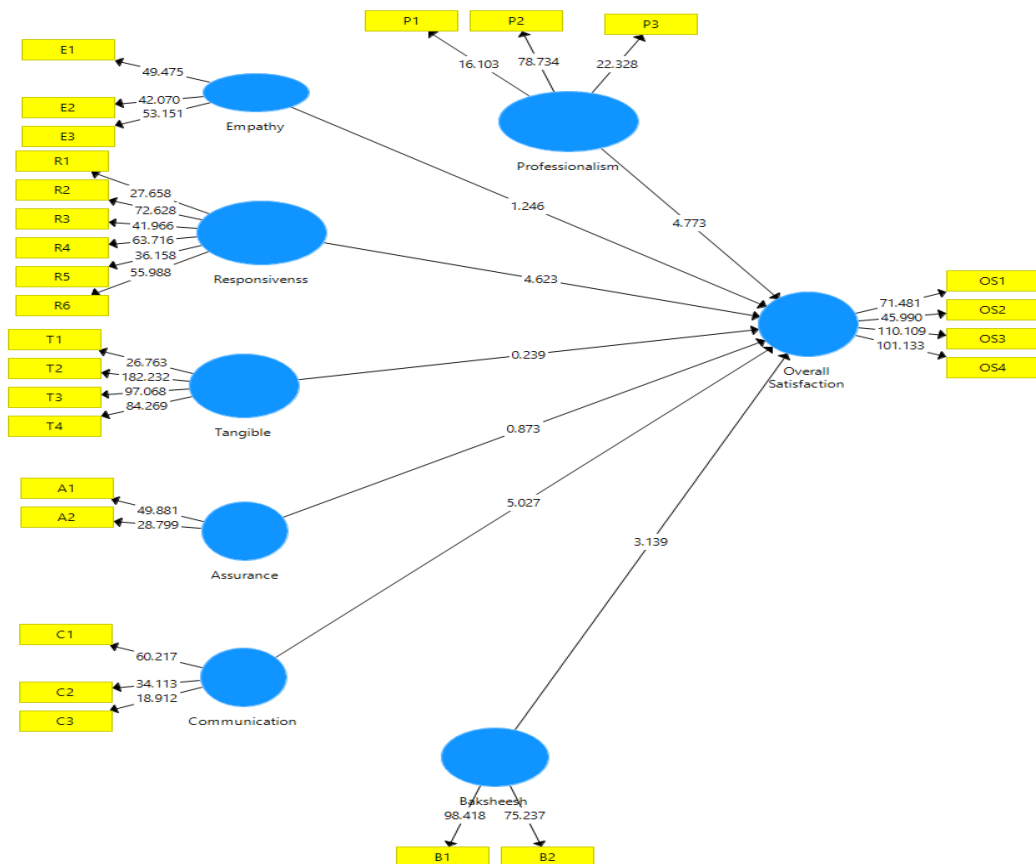 P1
P2
P3
16.103
78.734
22.328
Professionalism
4.773
E1
E2
E3
49.475
42.070
53.151
Empathy
1.246
R1
R2
R3
R4
R5
R6
27.658
72.628
41.966
63.716
36.158
55.988
Responsivenss
4.623
T1
T2
T3
T4
26.763
182.232
97.068
84.269
Tangible
0.239
A1
A2
49.881
28.799
Assurance
0.873
C1
C2
C3
60.217
34.113
18.912
Communication
5.027
Baksheesh
3.139
98.418
75.237
B1
B2
Overall
Satisfaction
71.481
45.990
110.109
101.133
OS1
OS2
OS3
OS4